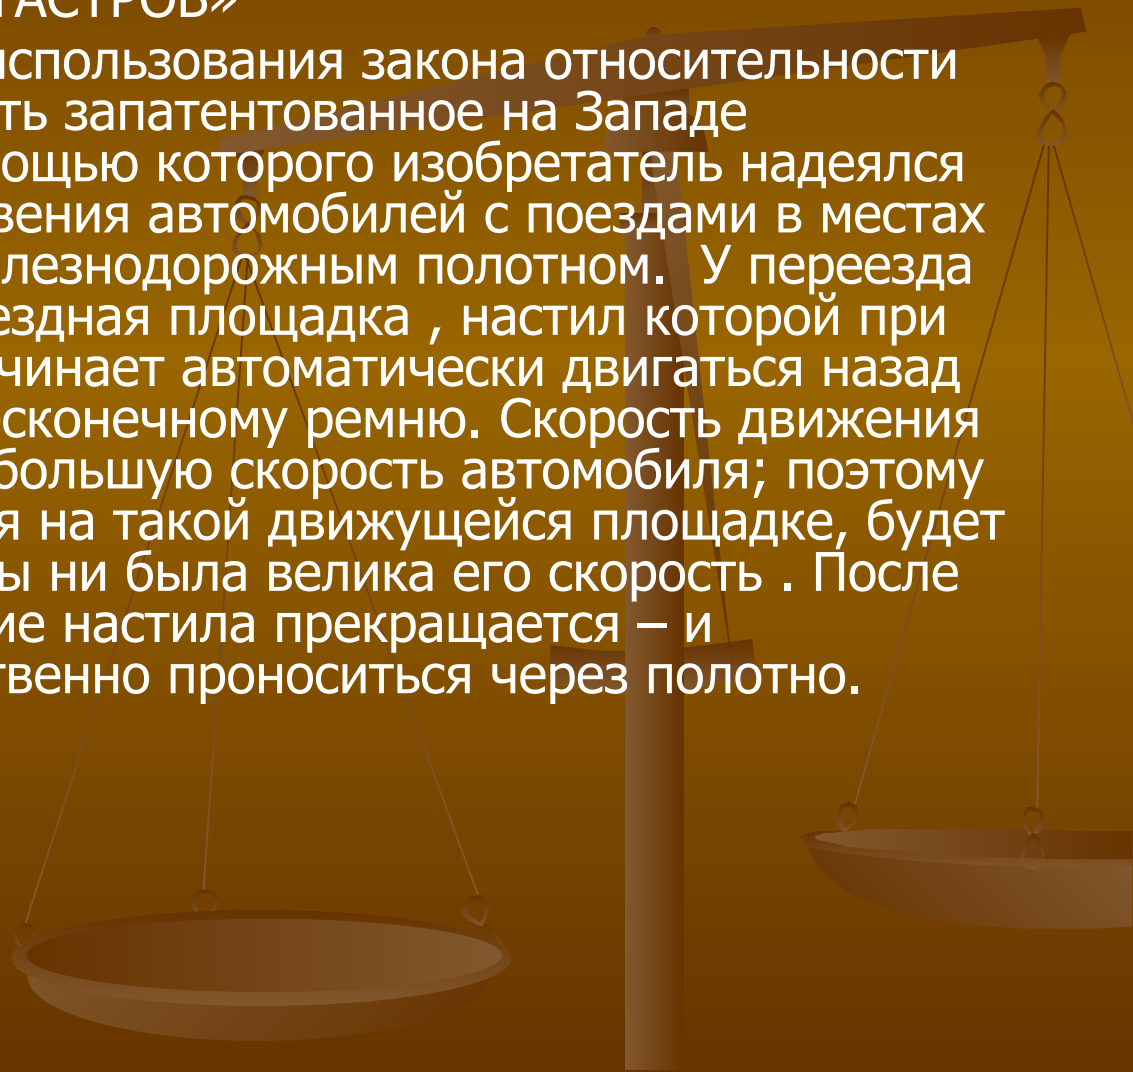 ТАСТРОВ»
использования закона относительности
ть запатентованное на Западе
ощью которого изобретатель надеялся
вения автомобилей с поездами в местах
лезнодорожным полотном. У переезда
ездная площадка , настил которой при
чинает автоматически двигаться назад
сконечному ремню. Скорость движения
большую скорость автомобиля; поэтому
я на такой движущейся площадке, будет
ы ни была велика его скорость . После
ие настила прекращается – и
твенно проноситься через полотно.